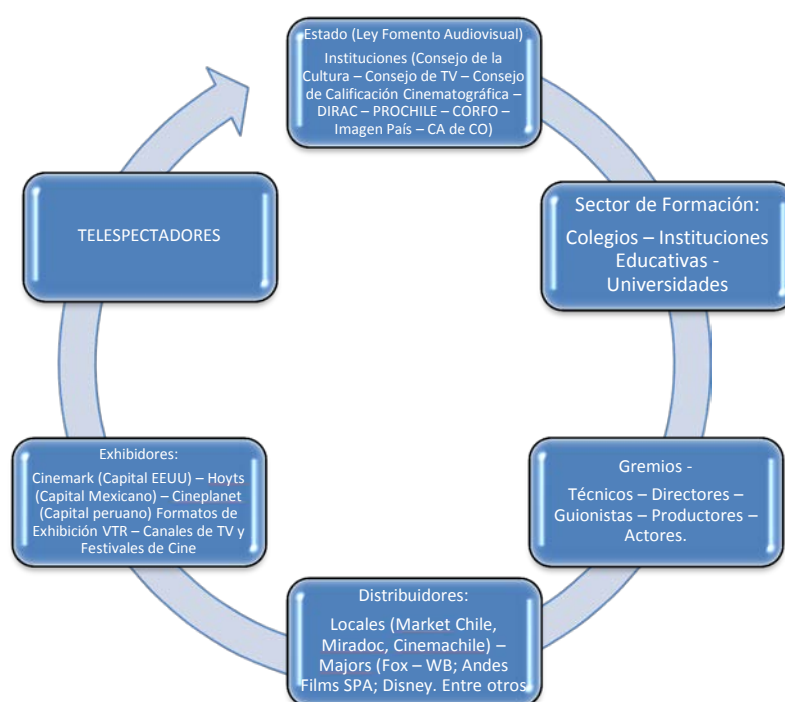 Estado (Ley Fomento Audiovisual)
Instituciones (Consejo de la
Cultura – Consejo de TV – Consejo
de Calificación Cinematográfica –
DIRAC – PROCHILE – CORFO –
Imagen País – CA de CO)
Sector de Formación:
Colegios – Instituciones
Educativas -
Universidades
Gremios -
Técnicos – Directores –
Guionistas – Productores –
Actores.
Distribuidores:
Locales (Market Chile,
Miradoc, Cinemachile) –
Majors (Fox – WB; Andes
Films SPA; Disney. Entre otros
Exhibidores:
Cinemark (Capital EEUU) – Hoyts
(Capital Mexicano) – Cineplanet
(Capital peruano) Formatos de
Exhibición VTR – Canales de TV y
Festivales de Cine
TELESPECTADORES